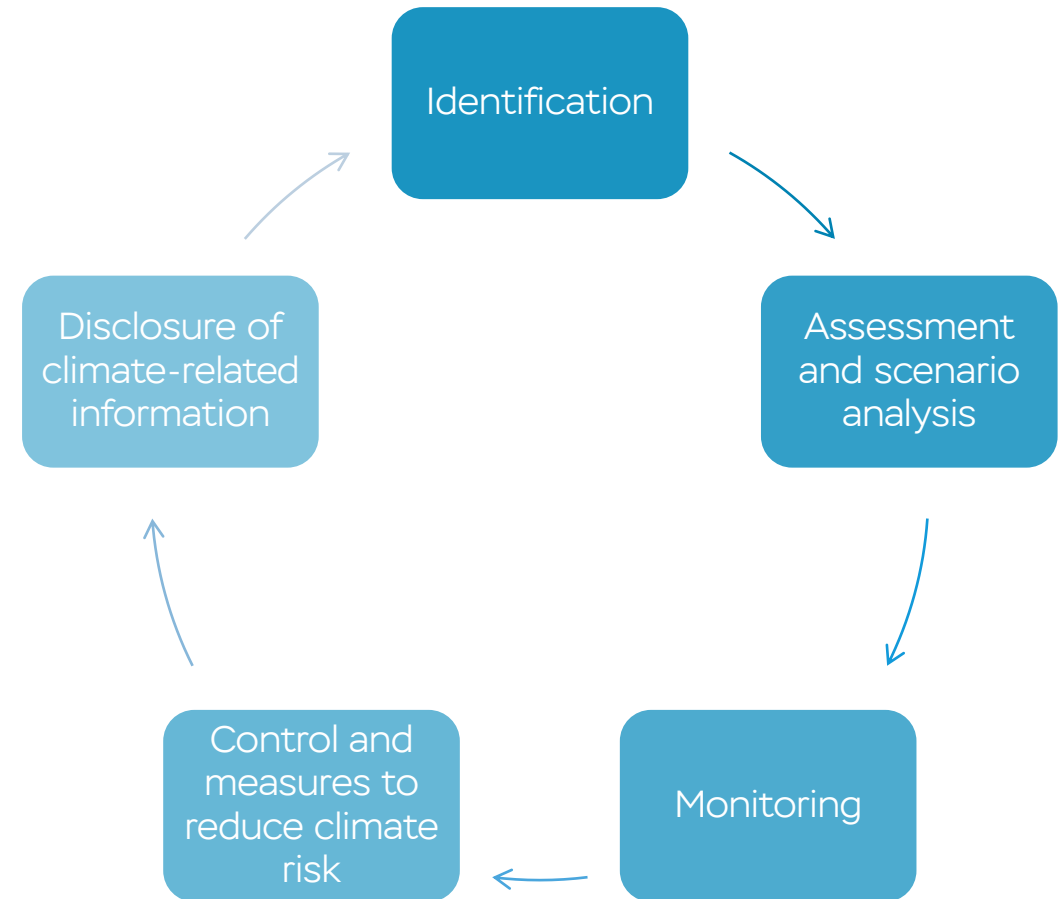 Identification
Assessment
and scenario
analysis
Monitoring
Control and
measures to
reduce climate
risk
Disclosure of
climate-related
information